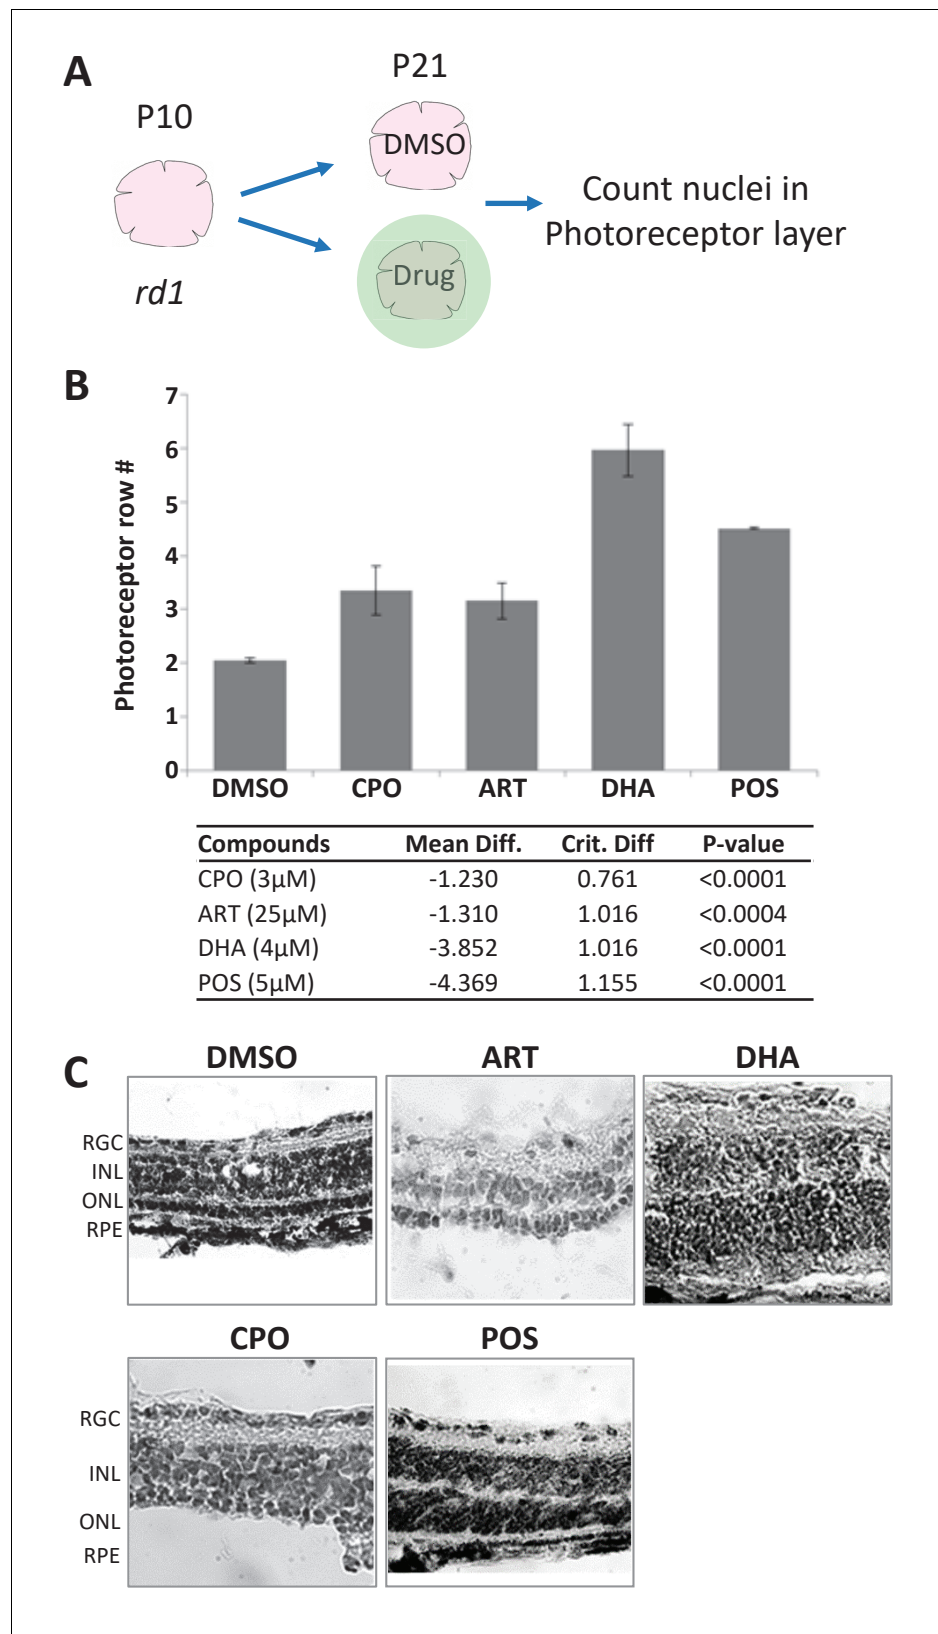 A
P10
P21
DMSO
Drug
rd1
Count nuclei in
Photoreceptor layer
B
Photoreceptor row #
7
6
5
4
3
2
1
0
DMSO CPO ART DHA POS
Compounds Mean Diff. Crit. Diff P-value
CPO (3µM) -1.230 0.761 <0.0001
ART (25µM) -1.310 1.016 <0.0004
DHA (4µM) -3.852 1.016 <0.0001
POS (5µM) -4.369 1.155 <0.0001
C
DMSO ART DHA
RGC
INL
ONL
RPE
CPO POS
RGC
INL
ONL
RPE